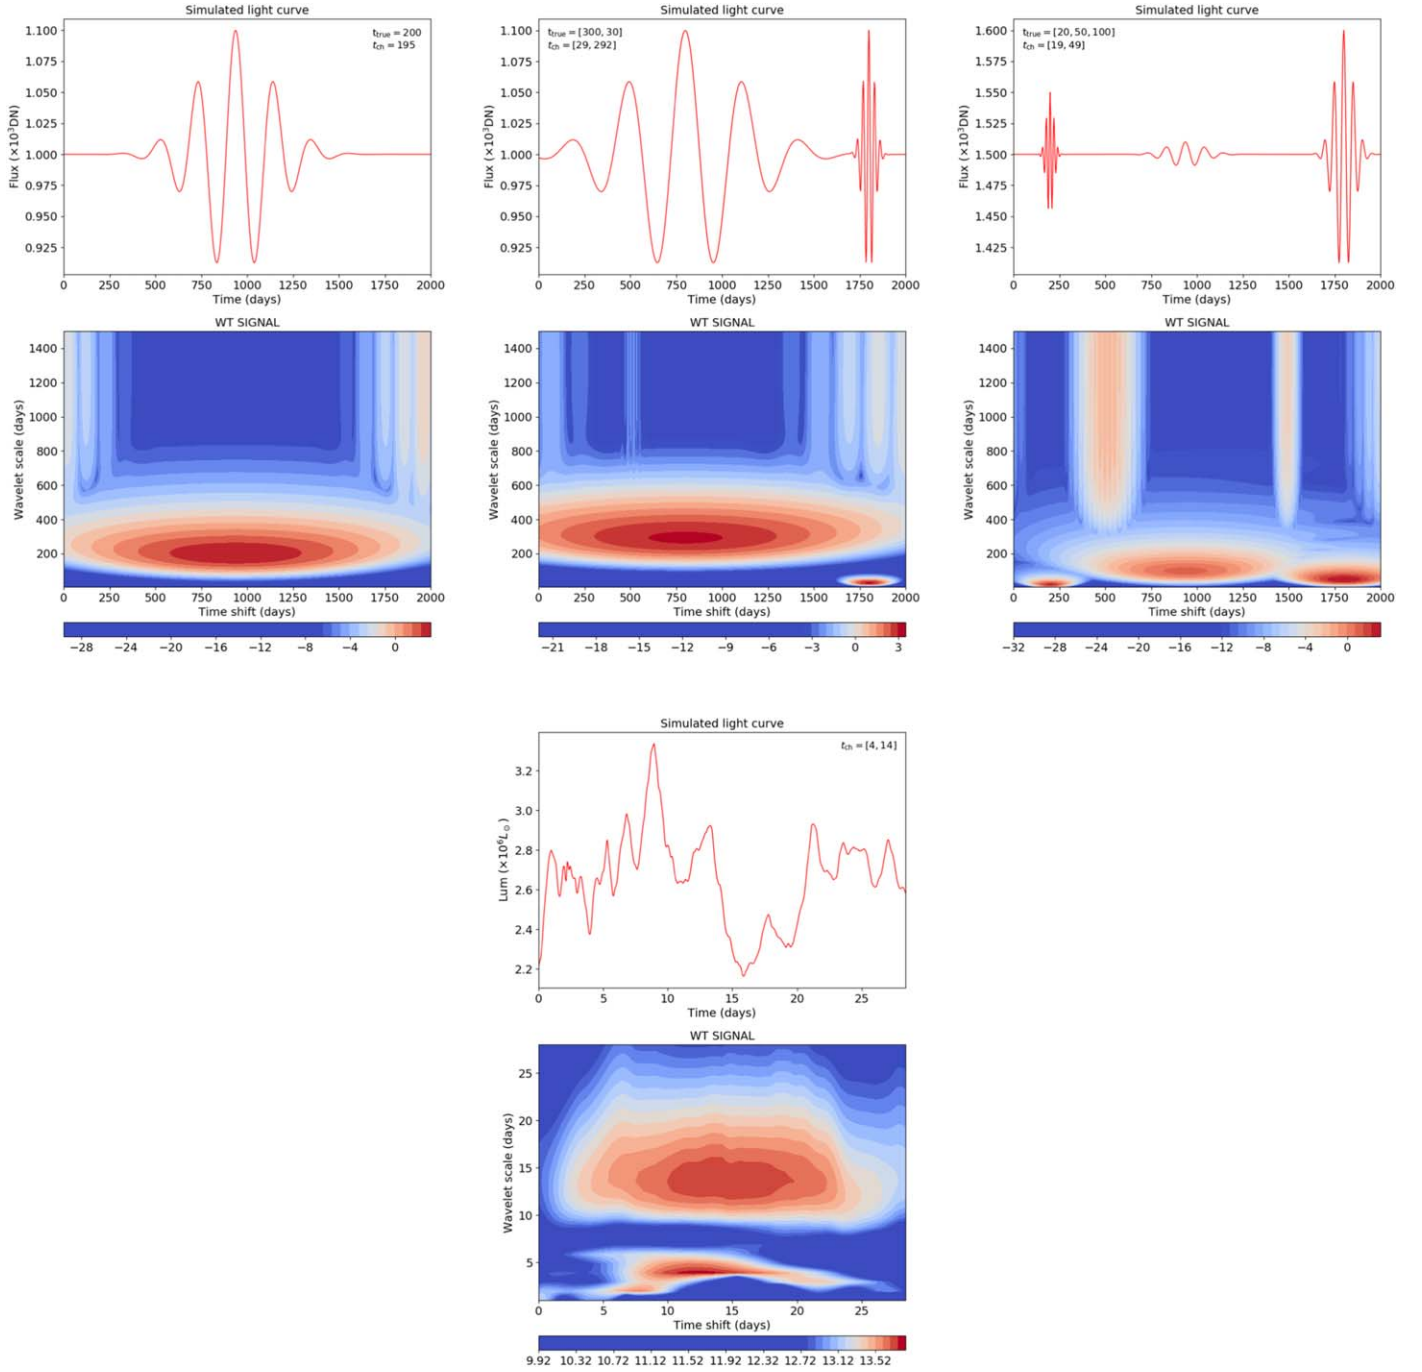 Simulated light curve
t_true = 200
t_ch = 195
1.100
1.075
1.050
1.025
1.000
0.975
0.950
0.925
Flux (×10³DN)
0 250 500 750 1000 1250 1500 1750 2000
Time (days)
Simulated light curve
t_true = [300, 30]
t_ch = [29, 292]
1.100
1.075
1.050
1.025
1.000
0.975
0.950
0.925
Flux (×10³DN)
0 250 500 750 1000 1250 1500 1750 2000
Time (days)
Simulated light curve
t_true = [20, 50, 100]
t_ch = [19, 49]
1.600
1.575
1.550
1.525
1.500
1.475
1.450
1.425
Flux (×10³DN)
0 250 500 750 1000 1250 1500 1750 2000
Time (days)
WT SIGNAL
1400
1200
1000
800
600
400
200
Wavelet scale (days)
0 250 500 750 1000 1250 1500 1750 2000
Time shift (days)
−28 −24 −20 −16 −12 −8 −4 0
WT SIGNAL
1400
1200
1000
800
600
400
200
Wavelet scale (days)
0 250 500 750 1000 1250 1500 1750 2000
Time shift (days)
−21 −18 −15 −12 −9 −6 −3 0 3
WT SIGNAL
1400
1200
1000
800
600
400
200
Wavelet scale (days)
0 250 500 750 1000 1250 1500 1750 2000
Time shift (days)
−32 −28 −24 −20 −16 −12 −8 −4 0
Simulated light curve
t_ch = [4, 14]
3.2
3.0
2.8
2.6
2.4
2.2
Lum (×10⁶L☉)
0 5 10 15 20 25
Time (days)
WT SIGNAL
25
20
15
10
5
Wavelet scale (days)
0 5 10 15 20 25
Time shift (days)
9.92 10.32 10.72 11.12 11.52 11.92 12.32 12.72 13.12 13.52